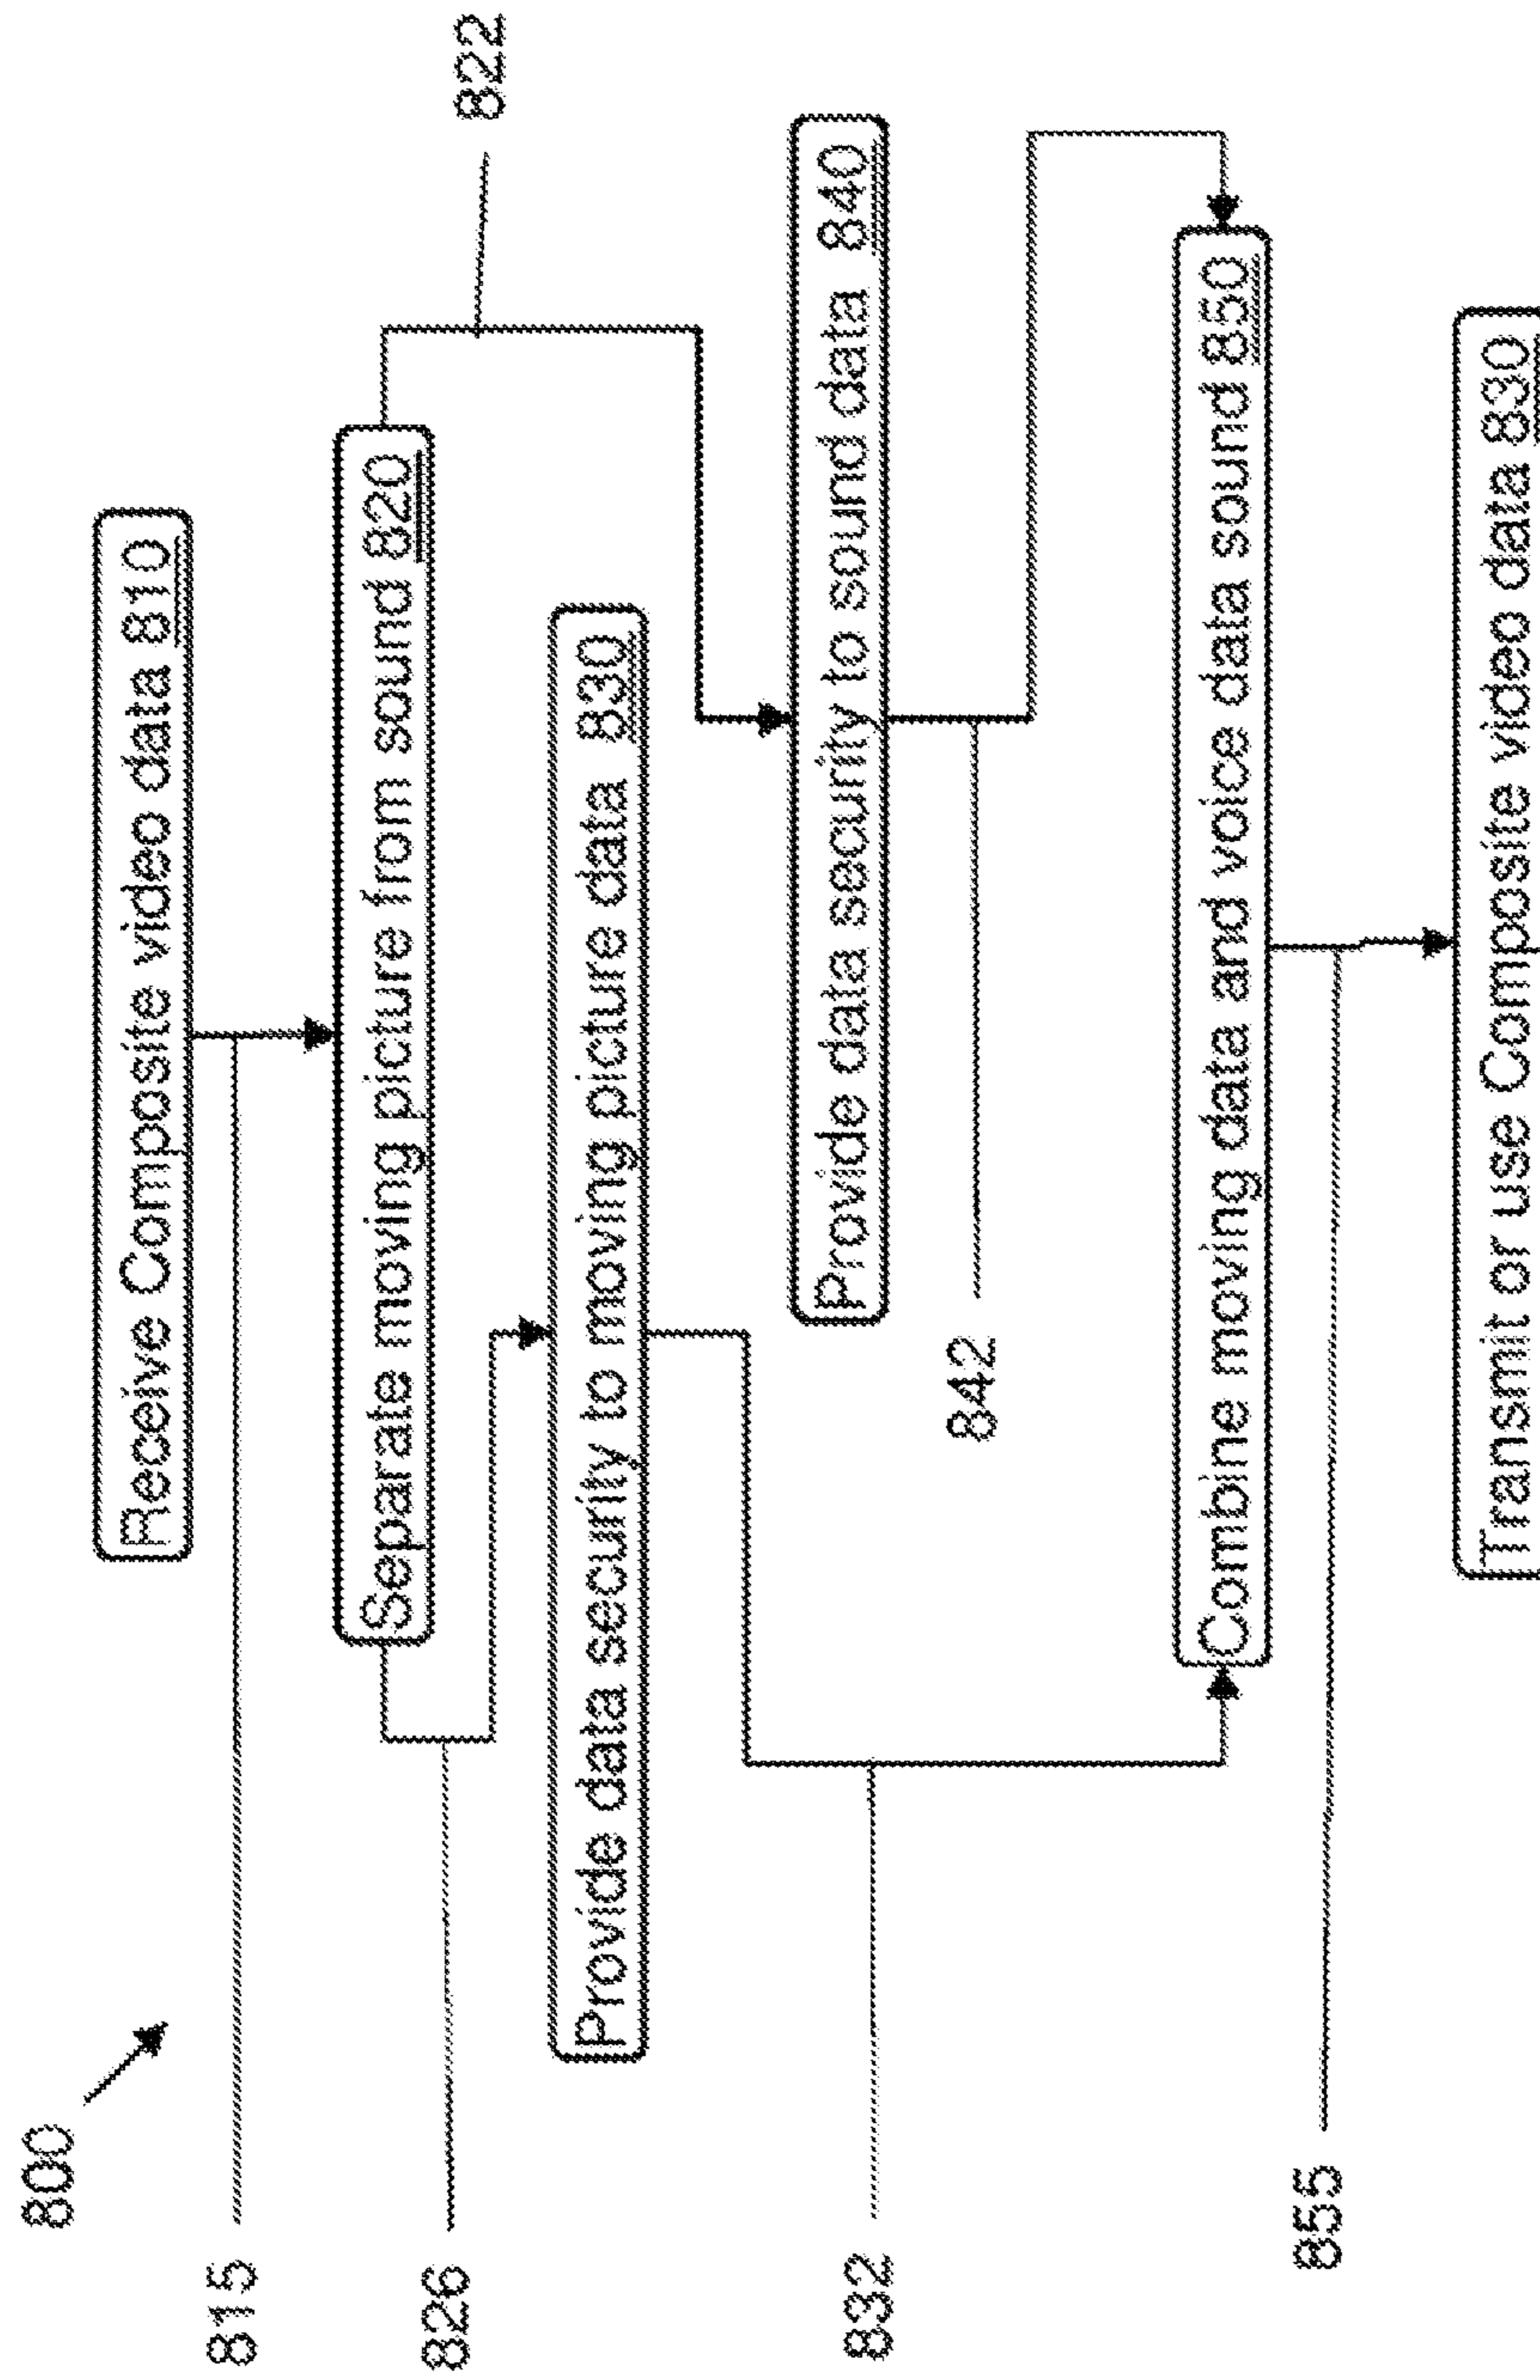 800
Receive Composite video data 810
815
Separate moving picture from sound 820
822
826
Provide data security to moving picture data 830
Provide data security to sound data 840
832
842
Combine moving data and voice data sound 850
855
Transmit or use Composite video data 830